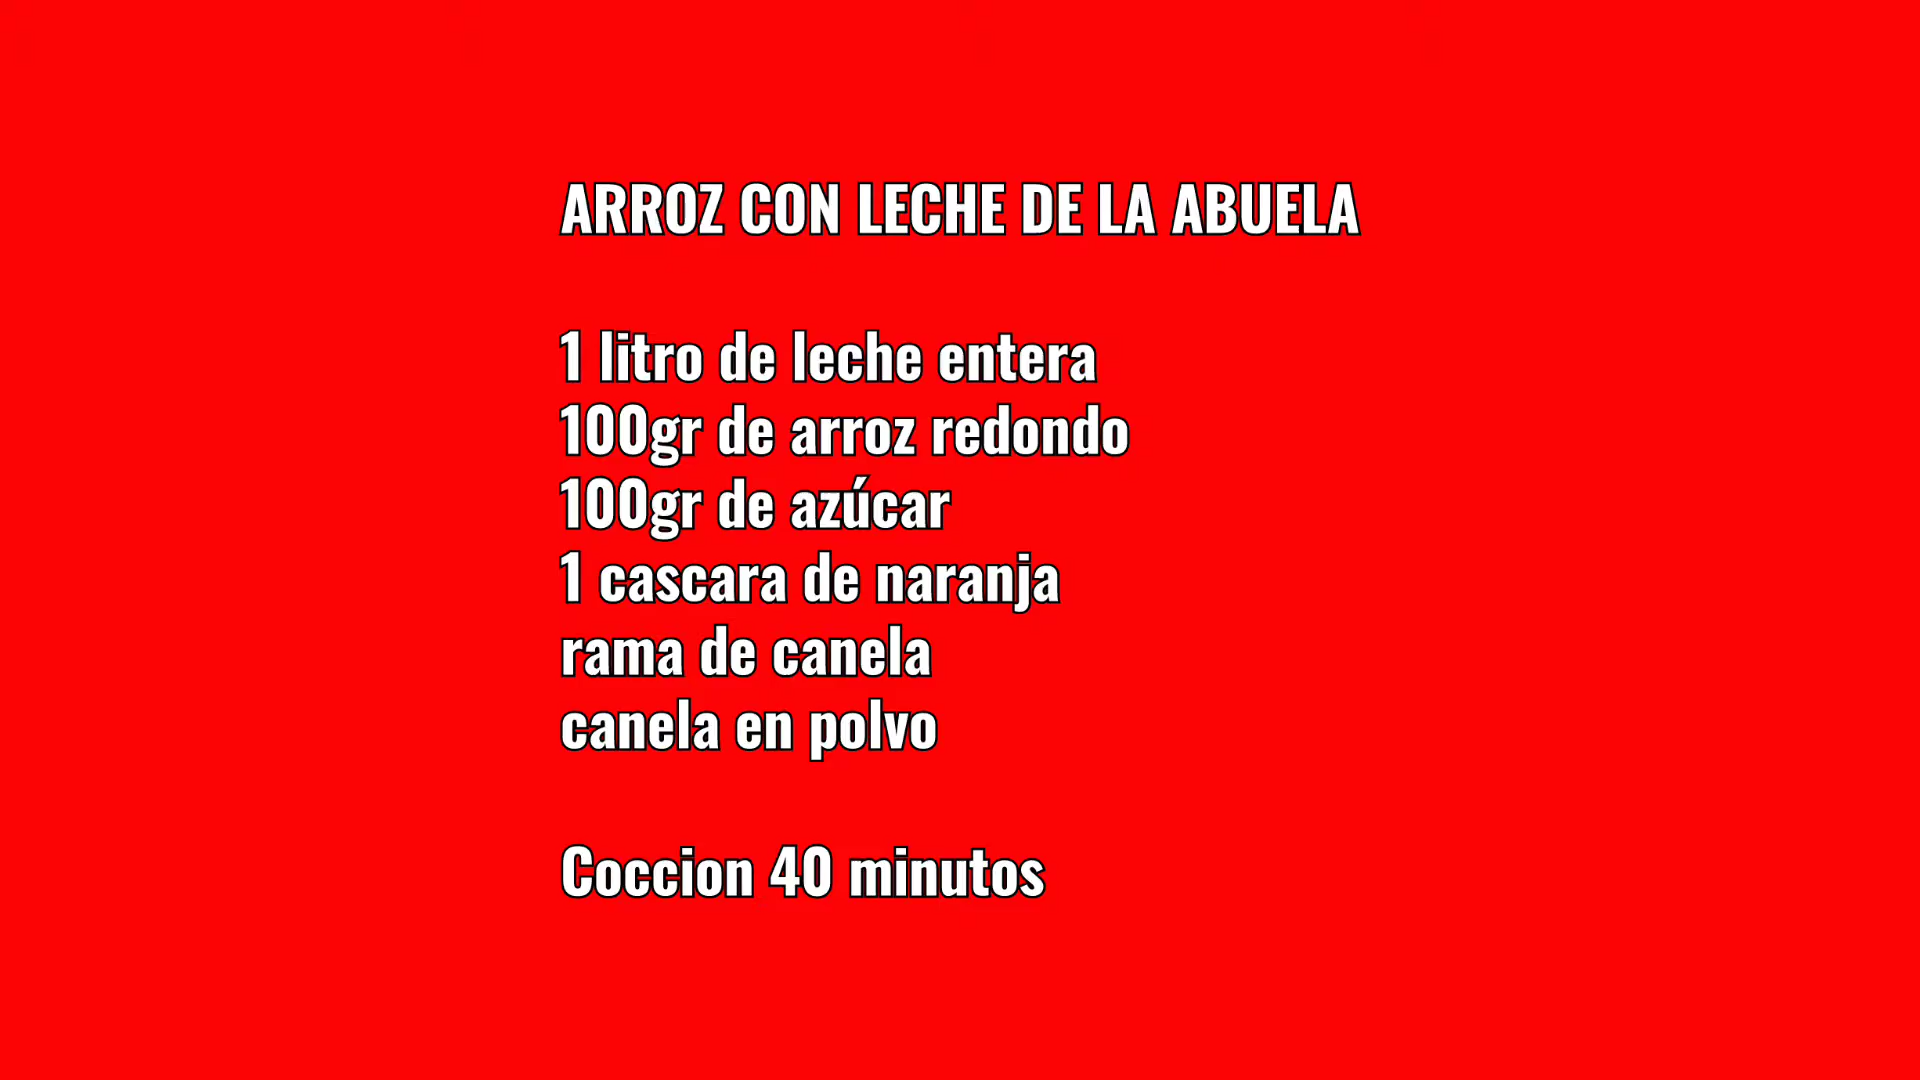 ARROZ CON LECHE DE LA ABUELA
1 litro de leche entera
100gr de arroz redondo
100gr de azúcar
1 cascara de naranja
rama de canela
canela en polvo
Coccion 40 minutos